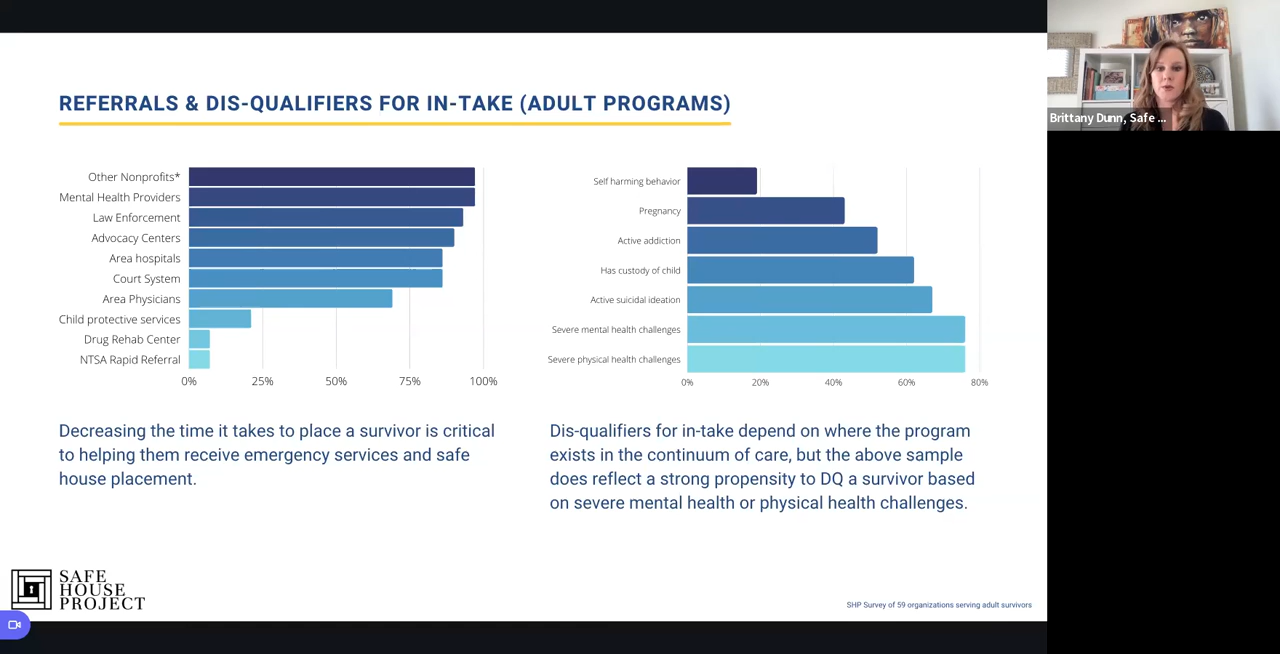 REFERRALS & DIS-QUALIFIERS FOR IN-TAKE (ADULT PROGRAMS)
Other Nonprofits*
Mental Health Providers
Law Enforcement
Advocacy Centers
Area hospitals
Court System
Area Physicians
Child protective services
Drug Rehab Center
NTSA Rapid Referral
0% 25% 50% 75% 100%
Self harming behavior
Pregnancy
Active addiction
Has custody of child
Active suicidal ideation
Severe mental health challenges
Severe physical health challenges
0% 20% 40% 60% 80%
Decreasing the time it takes to place a survivor is critical
to helping them receive emergency services and safe
house placement.
Dis-qualifiers for in-take depend on where the program
exists in the continuum of care, but the above sample
does reflect a strong propensity to DQ a survivor based
on severe mental health or physical health challenges.
SAFE
HOUSE
PROJECT
SHP Survey of 59 organizations serving adult survivors
Brittany Dunn, Safe ...